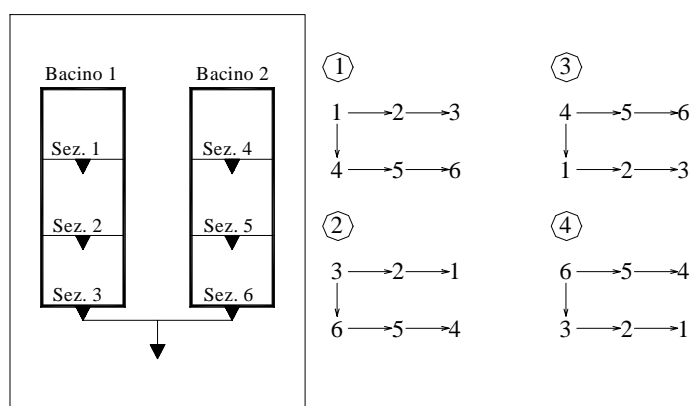 Bacino 1 Bacino 2
Sez. 1 Sez. 4
Sez. 2 Sez. 5
Sez. 3 Sez. 6
1
1 2 3
4 5 6
2
3 2 1
6 5 4
3
4 5 6
1 2 3
4
6 5 4
3 2 1